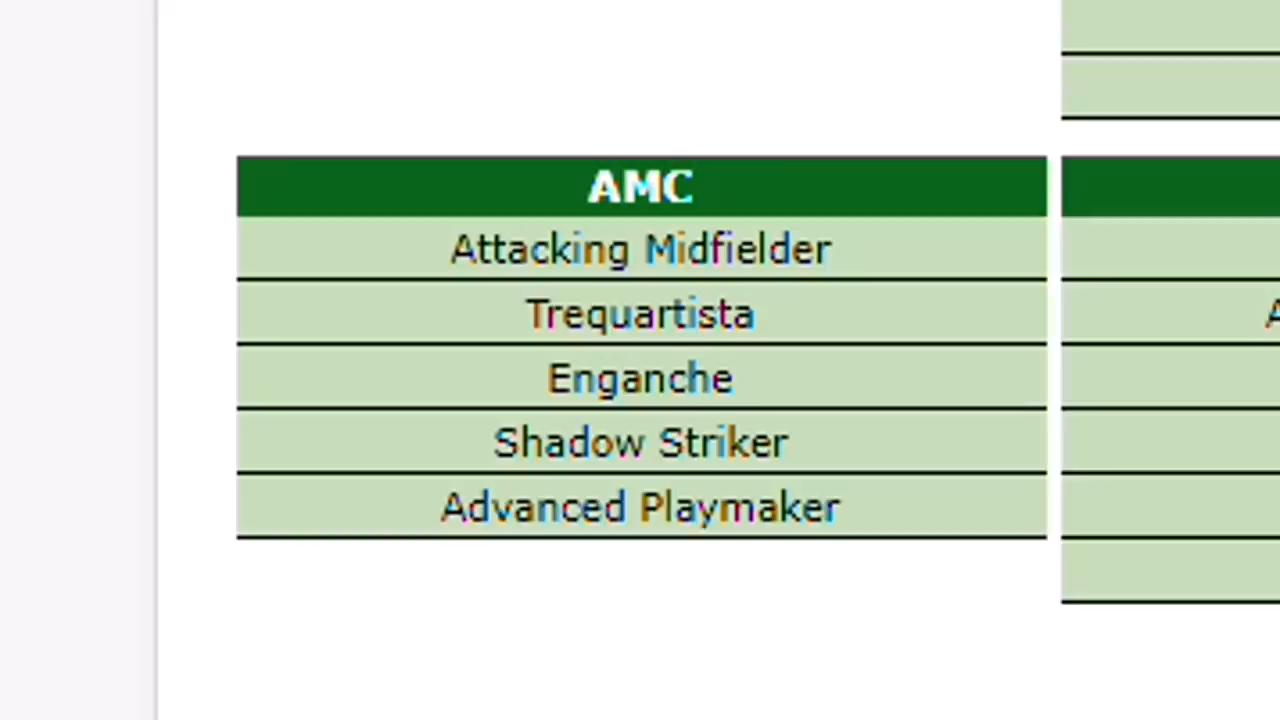 AMC
Attacking Midfielder
Trequartista
Enganche
Shadow Striker
Advanced Playmaker